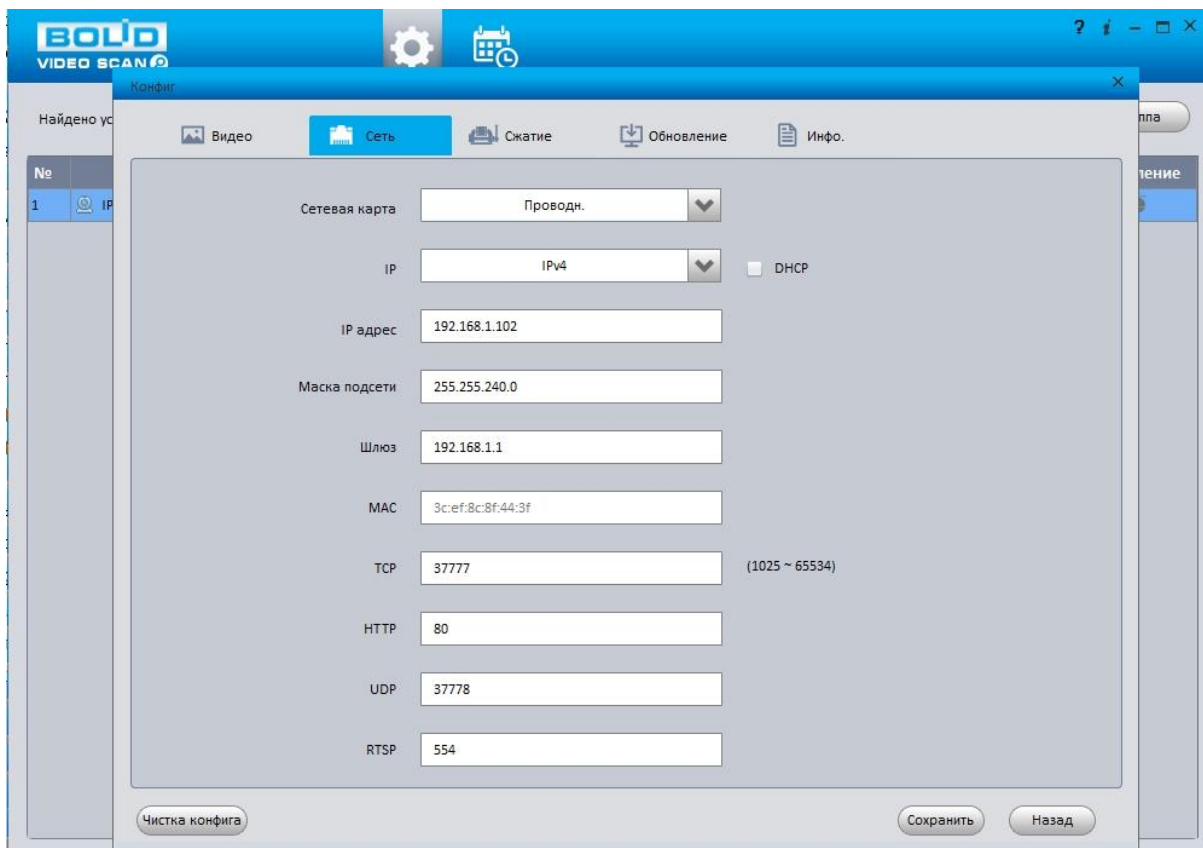 BOLID
VIDEO SCAN
? i
Конфиг
Найдено ус
ппа
Видео
Сеть
Сжатие
Обновление
Инфо.
№
ление
1 IP
Сетевая карта Проводн.
IP IPv4 DHCP
IP адрес 192.168.1.102
Маска подсети 255.255.240.0
Шлюз 192.168.1.1
MAC 3c:ef:8c:8f:44:3f
TCP 37777 (1025 ~ 65534)
HTTP 80
UDP 37778
RTSP 554
Чистка конфига
Сохранить
Назад